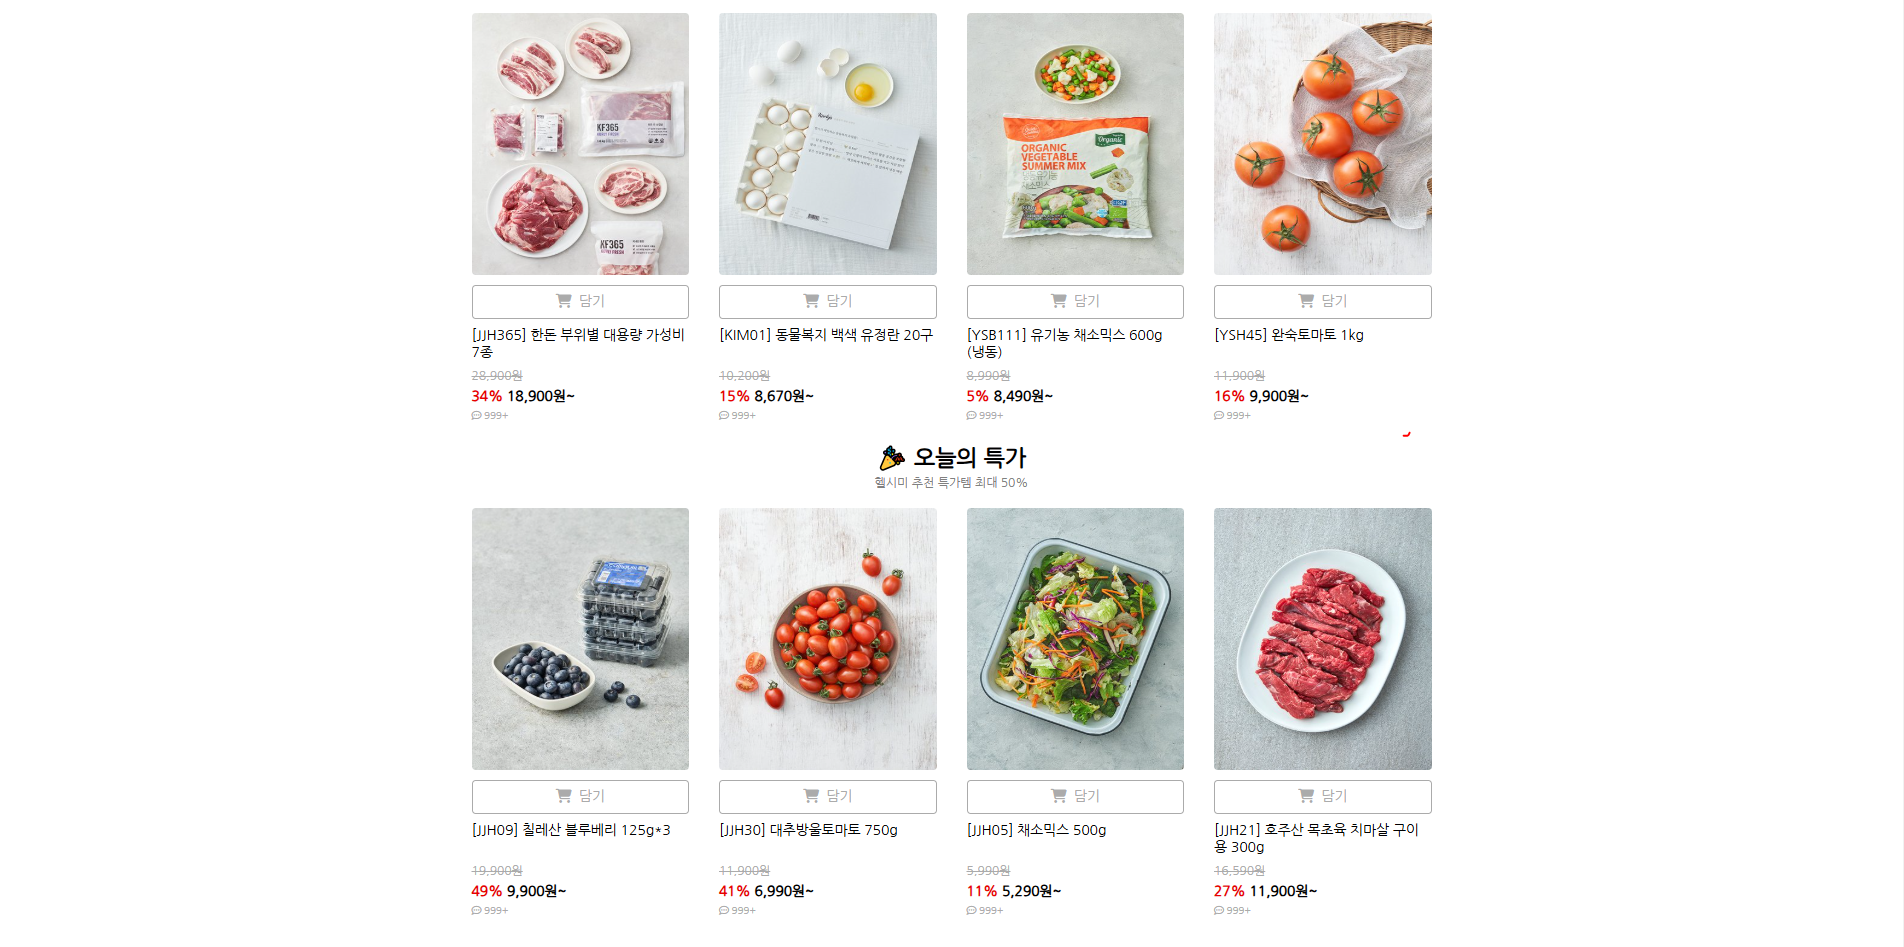 KF365
KF365
Kurly
ORGANIC
VEGETABLE
SUMMER MIX
냉동유기농
채소믹스
Organic
담기
담기
담기
담기
[JJH365] 한돈 부위별 대용량 가성비
7종
[KIM01] 동물복지 백색 유정란 20구
[YSB111] 유기농 채소믹스 600g
(냉동)
[YSH45] 완숙토마토 1kg
28,900원
10,200원
8,990원
11,900원
34% 18,900원~
15% 8,670원~
5% 8,490원~
16% 9,900원~
999+
999+
999+
999+
오늘의 특가
헬시미 추천 특가템 최대 50%
담기
담기
담기
담기
[JJH09] 칠레산 블루베리 125g*3
[JJH30] 대추방울토마토 750g
[JJH05] 채소믹스 500g
[JJH21] 호주산 목초육 치마살 구이
용 300g
19,900원
11,900원
5,990원
16,590원
49% 9,900원~
41% 6,990원~
11% 5,290원~
27% 11,900원~
999+
999+
999+
999+